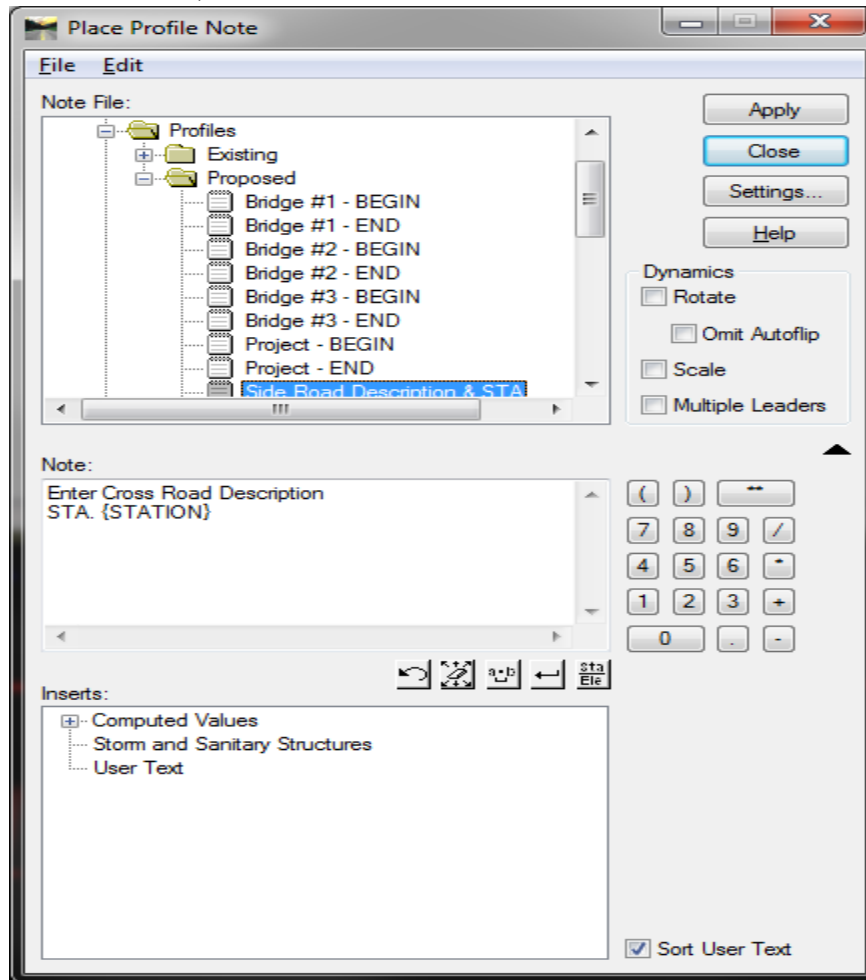 Place Profile Note
File Edit
Note File:
Profiles
Existing
Proposed
Bridge #1 - BEGIN
Bridge #1 - END
Bridge #2 - BEGIN
Bridge #2 - END
Bridge #3 - BEGIN
Bridge #3 - END
Project - BEGIN
Project - END
Side Road Description & STA
Apply
Close
Settings...
Help
Dynamics
Rotate
Omit Autoflip
Scale
Multiple Leaders
Note:
Enter Cross Road Description
STA. {STATION}
( ) **
7 8 9 /
4 5 6 *
1 2 3 +
0 . -
a b
Sta
Ele
Inserts:
Computed Values
Storm and Sanitary Structures
User Text
Sort User Text